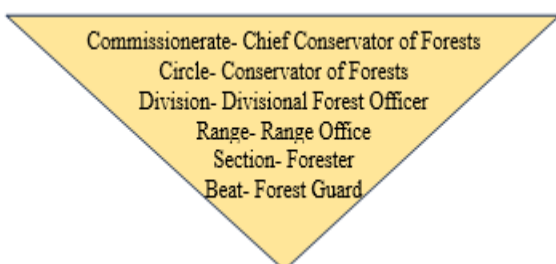 Commissionerate- Chief Conservator of Forests
Circle- Conservator of Forests
Division- Divisional Forest Officer
Range- Range Office
Section- Forester
Beat- Forest Guard